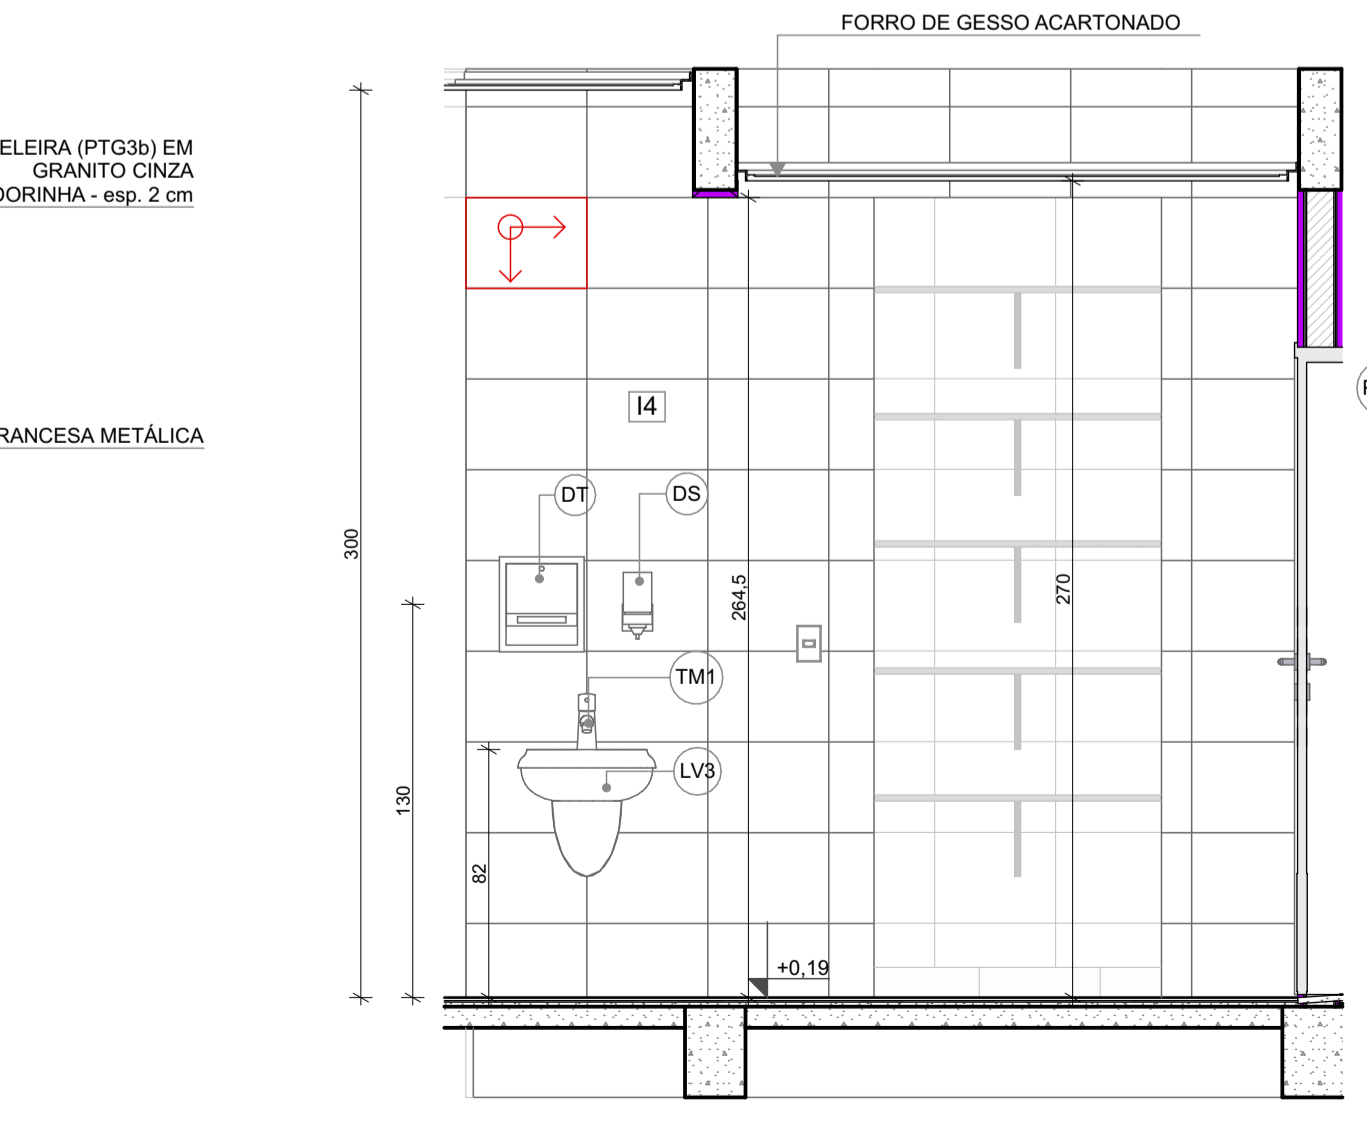 FORRO DE GESSO ACARTONADO
ELEIRA (PTG3b) EM
GRANITO CINZA
DORINHA - esp. 2 cm
RANCESA METÁLICA
I4
DT
DS
300
264,5
270
TM1
LV3
130
82
+0,19